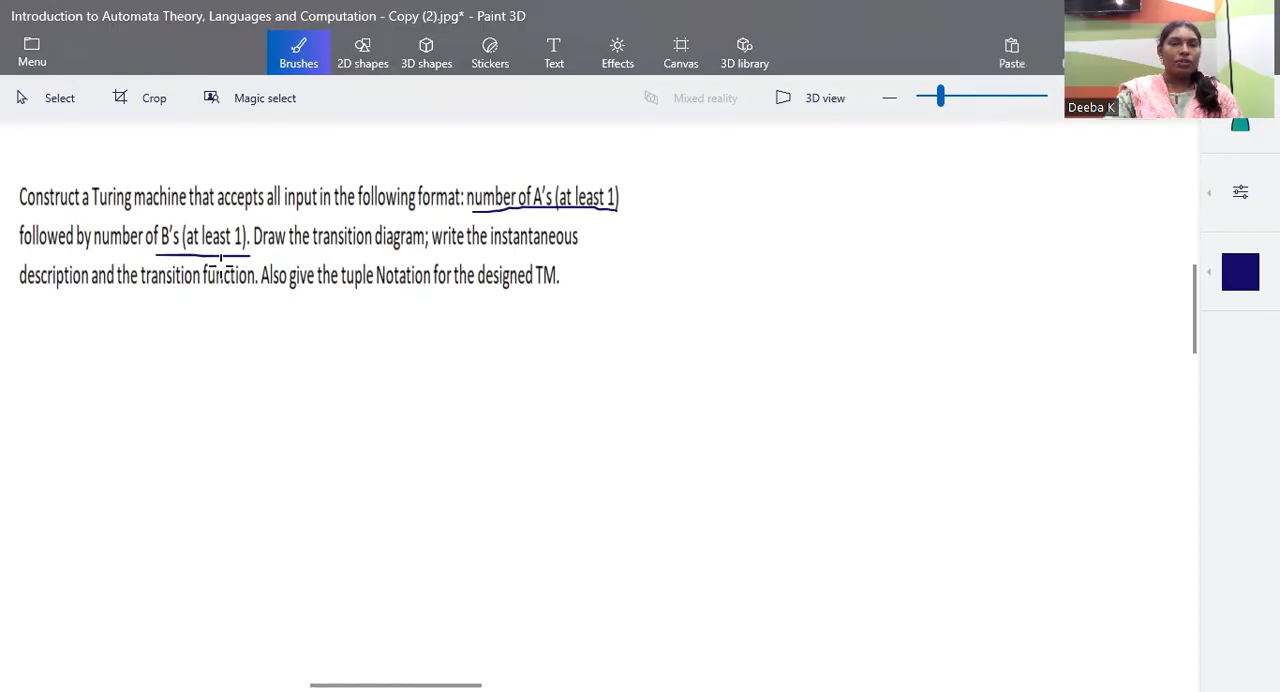 Introduction to Automata Theory, Languages and Computation - Copy (2).jpg* - Paint 3D
Menu
Brushes
2D shapes
3D shapes
Stickers
Text
Effects
Canvas
3D library
Paste
Select
Crop
Magic select
Mixed reality
3D view
Deeba K
Construct a Turing machine that accepts all input in the following format: number of A's (at least 1)
followed by number of B's (at least 1). Draw the transition diagram; write the instantaneous
description and the transition function. Also give the tuple Notation for the designed TM.